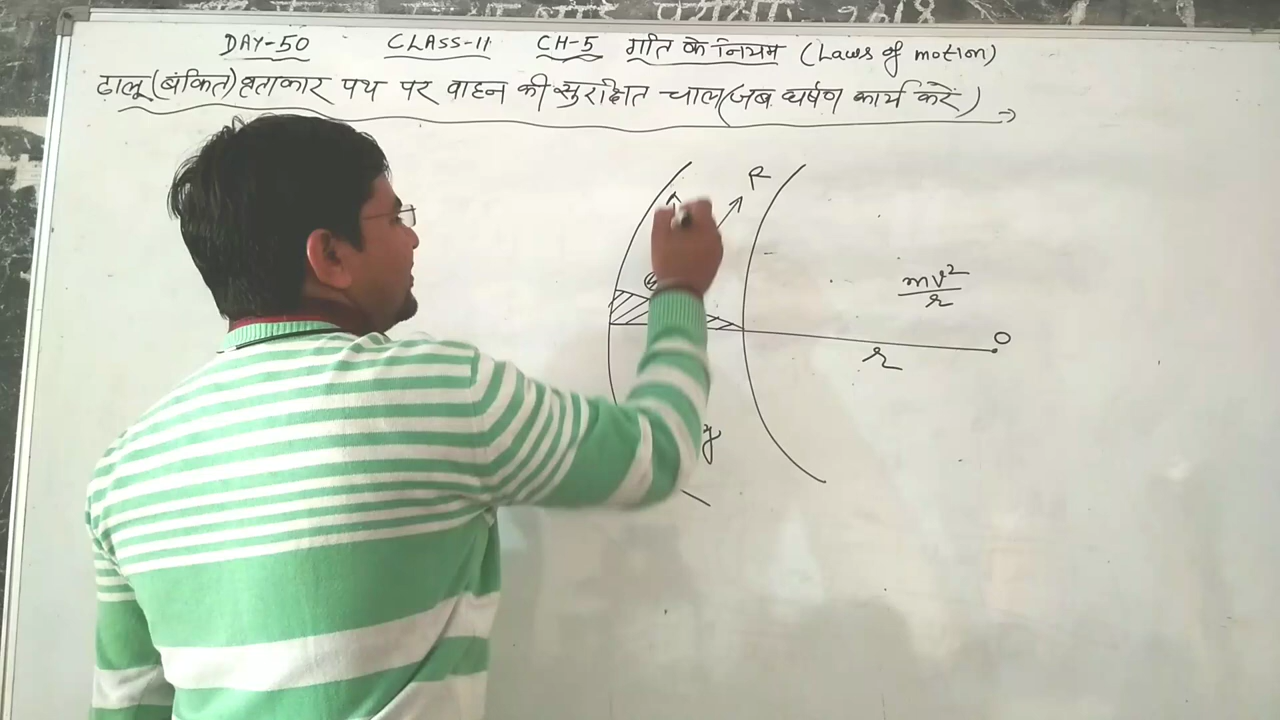 DAY-50 CLASS-11 CH-5 गति के नियम (Laws of motion)
ढालू (बंकित) वृताकार पथ पर वाहन की सुरक्षित चाल (जब घर्षण कार्य करें)
R
mv²/r
O
r